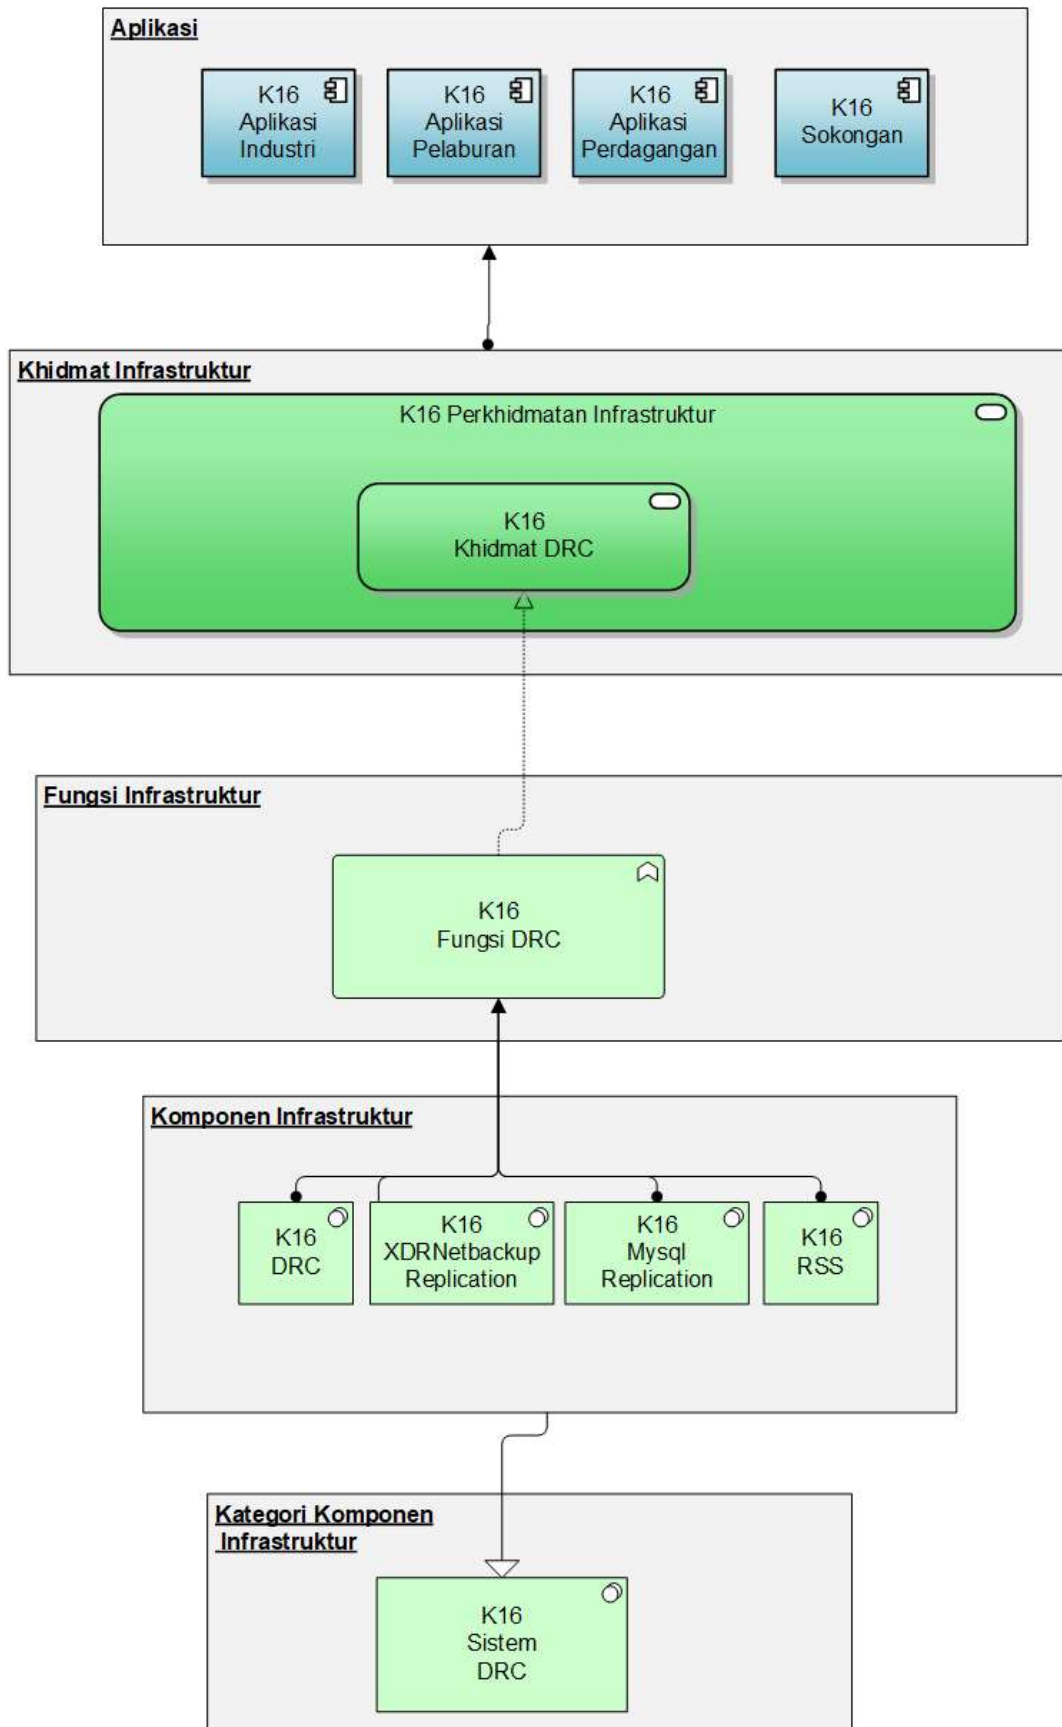 Aplikasi
K16
Aplikasi
Industri
K16
Aplikasi
Pelaburan
K16
Aplikasi
Perdagangan
K16
Sokongan
Khidmat Infrastruktur
K16 Perkhidmatan Infrastruktur
K16
Khidmat DRC
Fungsi Infrastruktur
K16
Fungsi DRC
Komponen Infrastruktur
K16
DRC
K16
XDRNetbackup
Replication
K16
Mysql
Replication
K16
RSS
Kategori Komponen
Infrastruktur
K16
Sistem
DRC